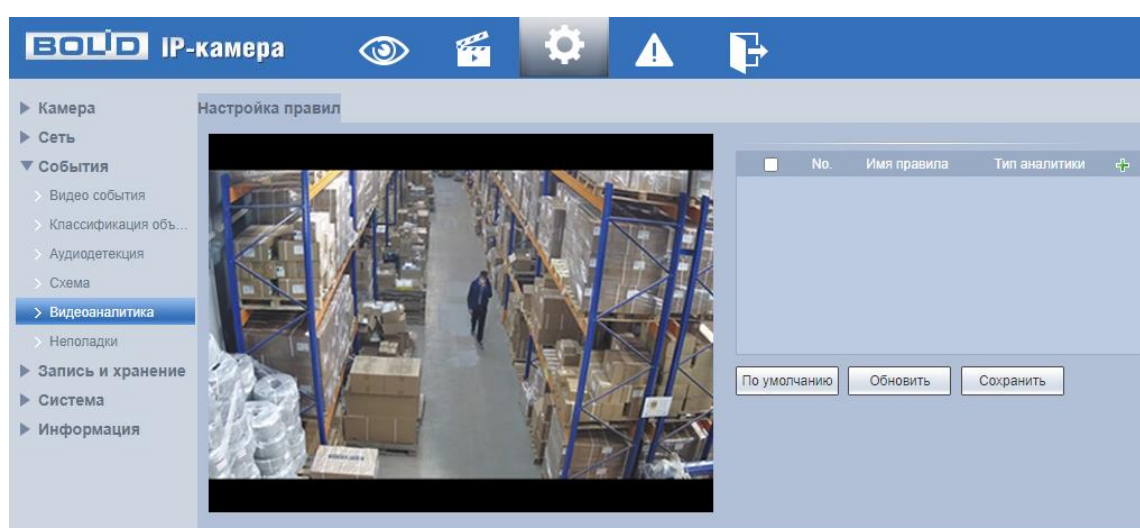 BOLID IP-камера
Камера
Сеть
События
Видео события
Классификация объ...
Аудиодетекция
Схема
Видеоаналитика
Неполадки
Запись и хранение
Система
Информация
Настройка правил
BOLID
No. Имя правила Тип аналитики
По умолчанию Обновить Сохранить